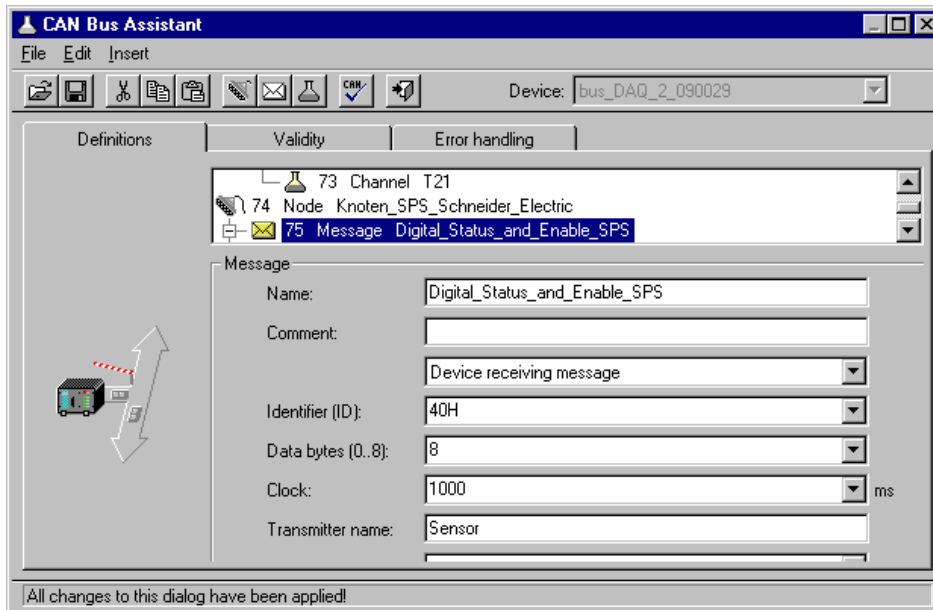 CAN Bus Assistant
File Edit Insert
CAN Device: bus_DAQ_2_090029
Definitions Validity Error handling
73 Channel T21
74 Node Knoten_SPS_Schneider_Electric
75 Message Digital_Status_and_Enable_SPS
Message
Name: Digital_Status_and_Enable_SPS
Comment:
Device receiving message
Identifier (ID): 40H
Data bytes (0..8): 8
Clock: 1000 ms
Transmitter name: Sensor
All changes to this dialog have been applied!